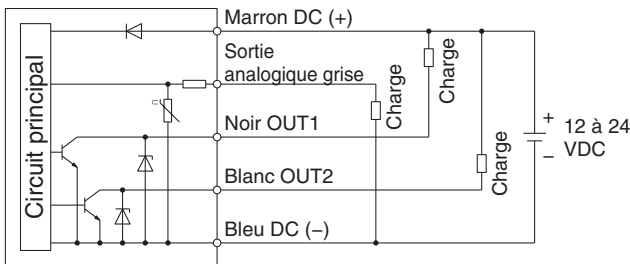 Marron DC (+)
Sortie
analogique grise
Charge
Charge
Circuit principal
Noir OUT1
+ 12 à 24
− VDC
Charge
Blanc OUT2
Bleu DC (−)